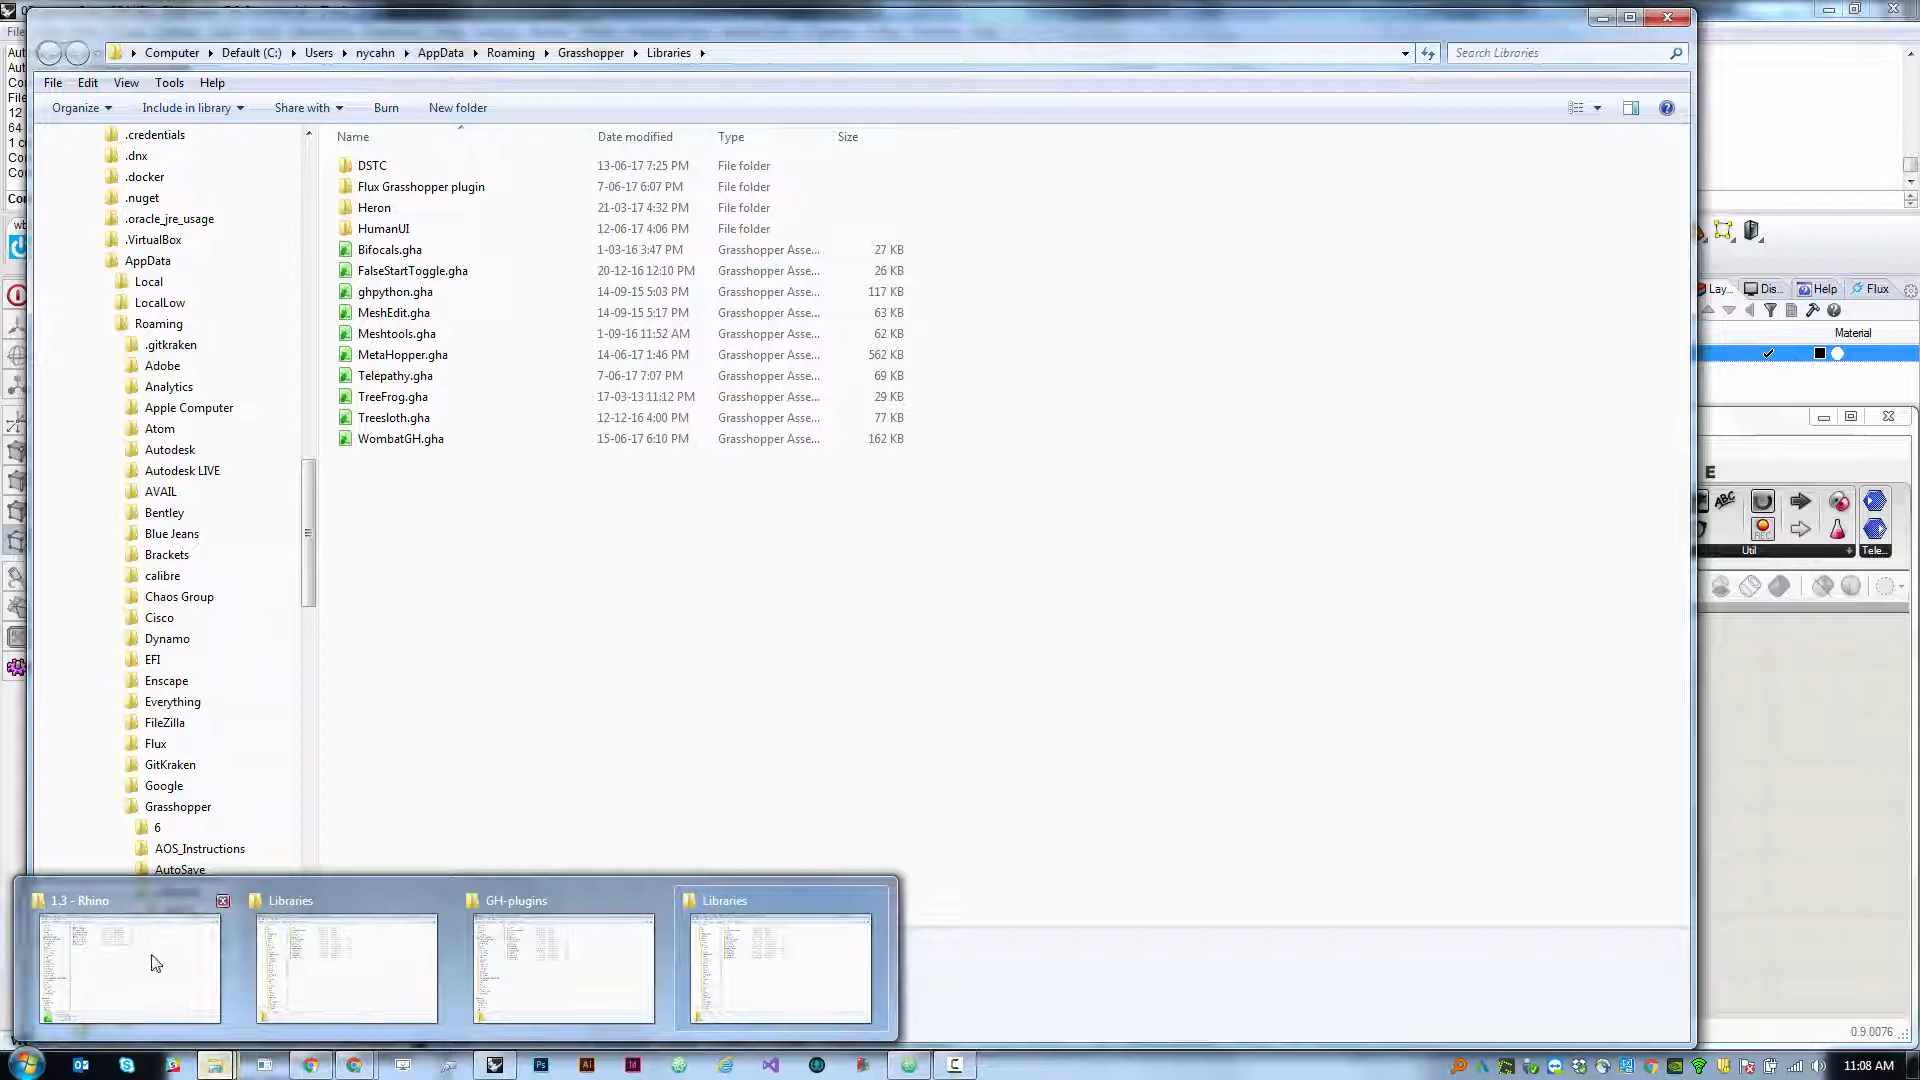 Computer Default (C:) Users nycahn AppData Roaming Grasshopper Libraries Search Libraries
File Edit View Tools Help
Organize Include in library Share with Burn New folder
Name Date modified Type Size
DSTC 13-06-17 7:25 PM File folder
Flux Grasshopper plugin 7-06-17 6:07 PM File folder
Heron 21-03-17 4:32 PM File folder
HumanUI 12-06-17 4:06 PM File folder
Bifocals.gha 1-03-16 3:47 PM Grasshopper Asse... 27 KB
FalseStartToggle.gha 20-12-16 12:10 PM Grasshopper Asse... 26 KB
ghpython.gha 14-09-15 5:03 PM Grasshopper Asse... 117 KB
MeshEdit.gha 14-09-15 5:17 PM Grasshopper Asse... 63 KB
Meshtools.gha 1-09-16 11:52 AM Grasshopper Asse... 62 KB
MetaHopper.gha 14-06-17 1:46 PM Grasshopper Asse... 562 KB
Telepathy.gha 7-06-17 7:07 PM Grasshopper Asse... 69 KB
TreeFrog.gha 17-03-13 11:12 PM Grasshopper Asse... 29 KB
Treesloth.gha 12-12-16 4:00 PM Grasshopper Asse... 77 KB
WombatGH.gha 15-06-17 6:10 PM Grasshopper Asse... 162 KB
.credentials
.dnx
.docker
.nuget
.oracle_jre_usage
.VirtualBox
AppData
Local
LocalLow
Roaming
.gitkraken
Adobe
Analytics
Apple Computer
Atom
Autodesk
Autodesk LIVE
AVAIL
Bentley
Blue Jeans
Brackets
calibre
Chaos Group
Cisco
Dynamo
EFI
Enscape
Everything
FileZilla
Flux
GitKraken
Google
Grasshopper
6
AOS_Instructions
AutoSave
1.3 - Rhino Libraries GH-plugins Libraries
Lay... Dis... Help Flux
Material
E
ABC
REC
Util Tele...
0.9.0076
11:08 AM